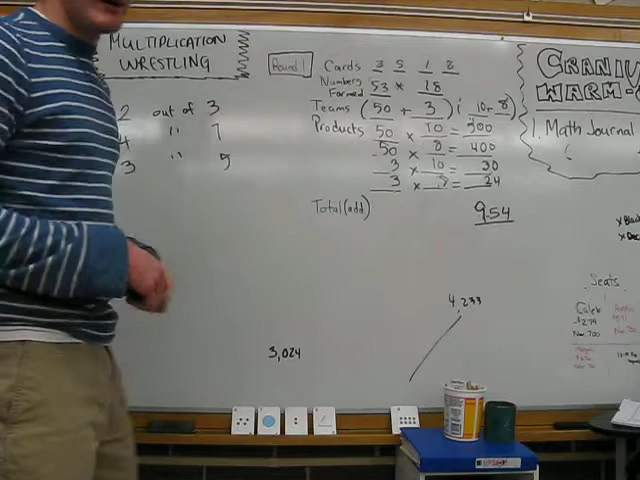 MULTIPLICATION
WRESTLING
2 out of 3
4 " 7
3 " 5
Round 1
Cards 3 5 1 8
Numbers Formed 53 × 18
Teams (50 + 3) : (10 + 8)
Products 50 × 10 = 500
50 × 8 = 400
3 × 10 = 30
3 × 8 = 24
Total (add) 954
4,233
3,024
1. Math Journal
Seats
Caleb